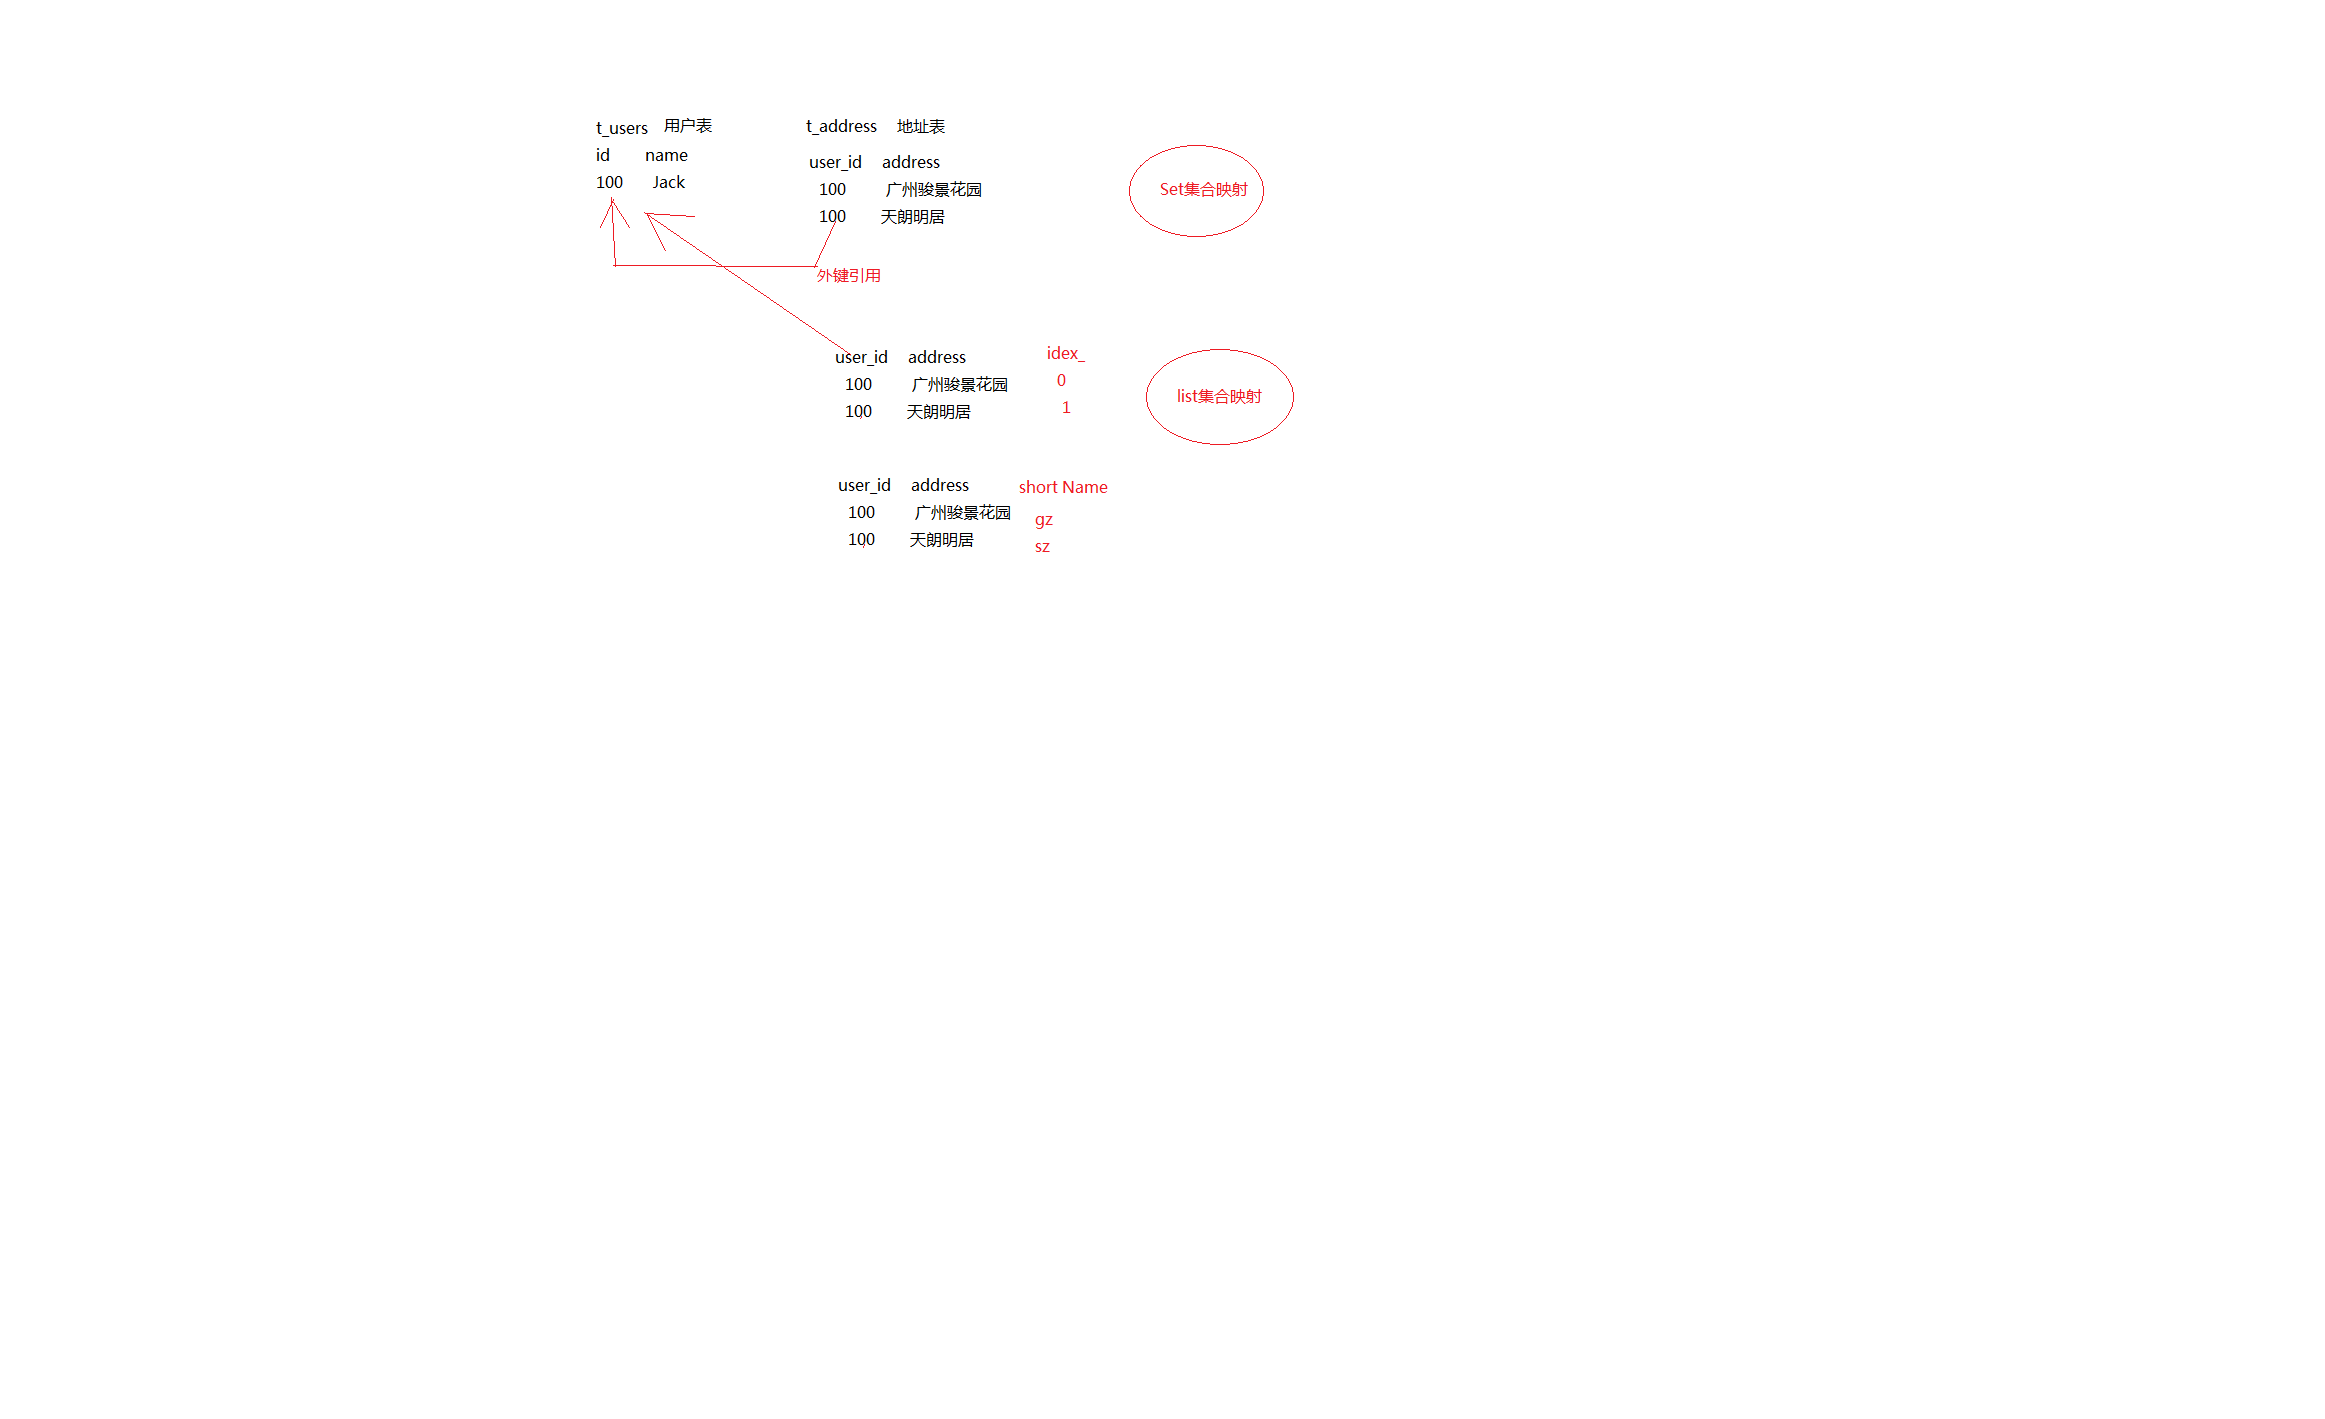 t_users 用户表
id name
100 Jack
t_address 地址表
user_id address
100 广州骏景花园
100 天朗明居
Set集合映射
外键引用
user_id address idex_
100 广州骏景花园 0
100 天朗明居 1
list集合映射
user_id address short Name
100 广州骏景花园 gz
100 天朗明居 sz